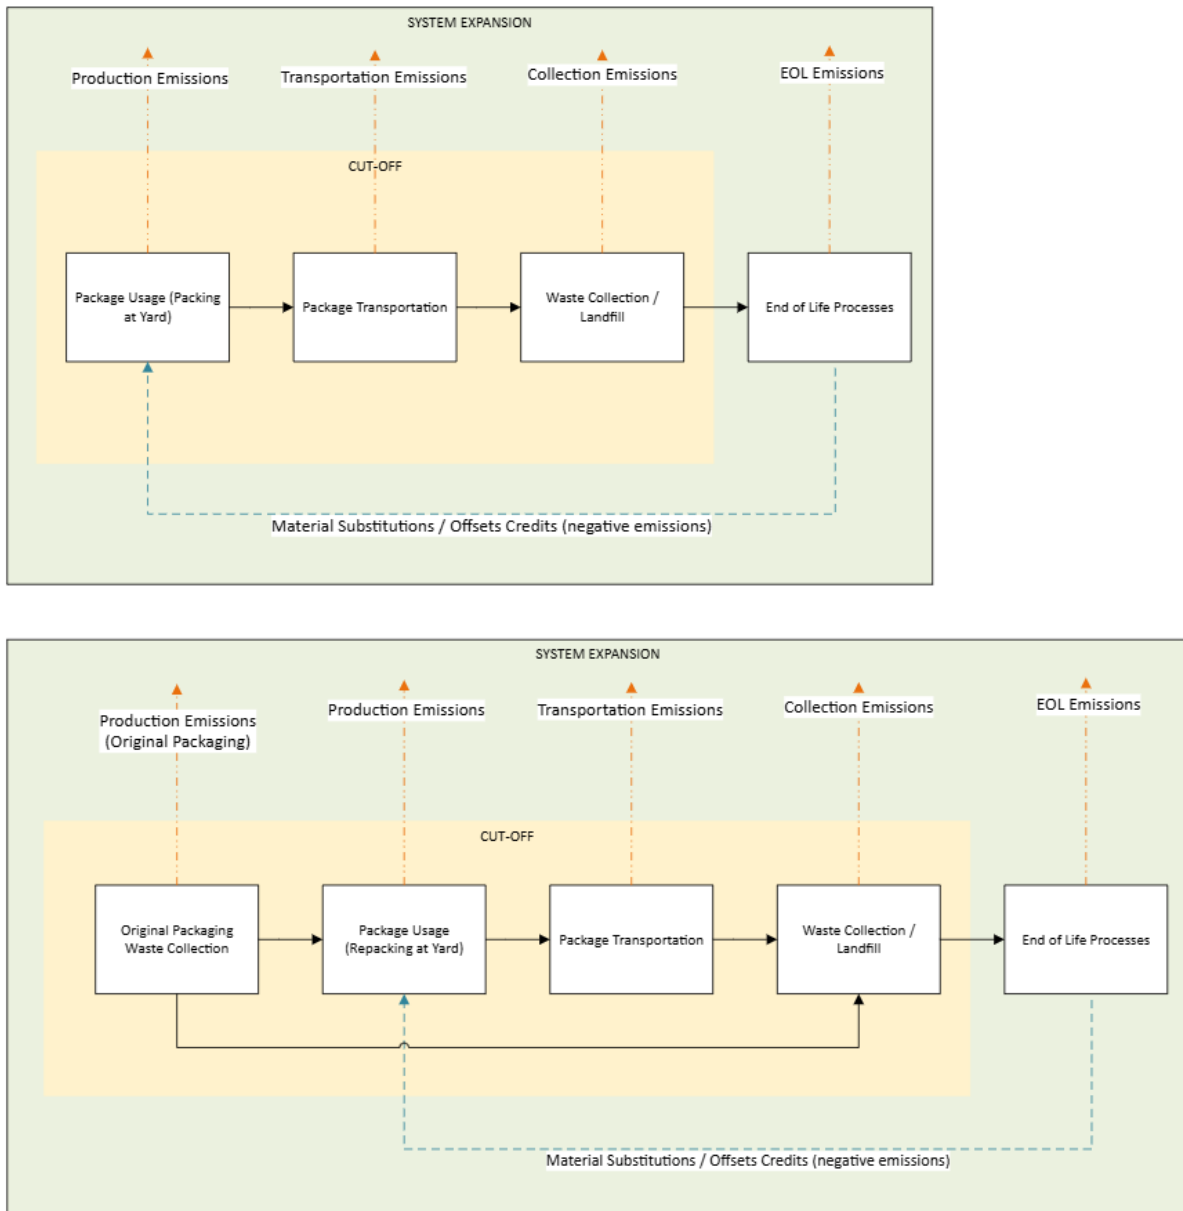 SYSTEM EXPANSION
Production Emissions
Transportation Emissions
Collection Emissions
EOL Emissions
CUT-OFF
Package Usage (Packing
at Yard)
Package Transportation
Waste Collection /
Landfill
End of Life Processes
Material Substitutions / Offsets Credits (negative emissions)
SYSTEM EXPANSION
Production Emissions
(Original Packaging)
Production Emissions
Transportation Emissions
Collection Emissions
EOL Emissions
CUT-OFF
Original Packaging
Waste Collection
Package Usage
(Repacking at Yard)
Package Transportation
Waste Collection /
Landfill
End of Life Processes
Material Substitutions / Offsets Credits (negative emissions)